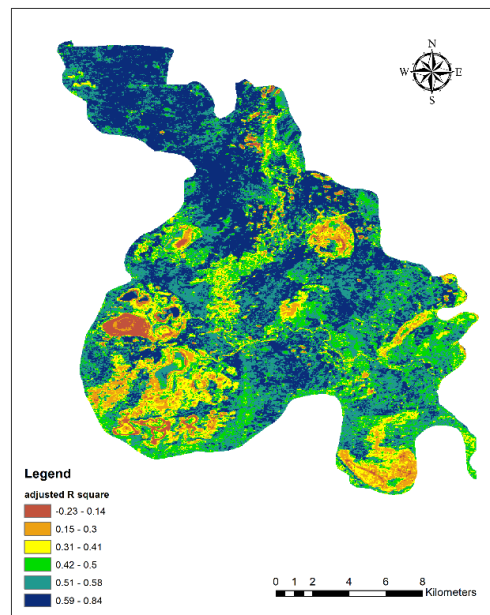 N
W E
S
Legend
adjusted R square
-0.23 - 0.14
0.15 - 0.3
0.31 - 0.41
0.42 - 0.5
0.51 - 0.58
0.59 - 0.84
0 1 2 4 6 8
Kilometers